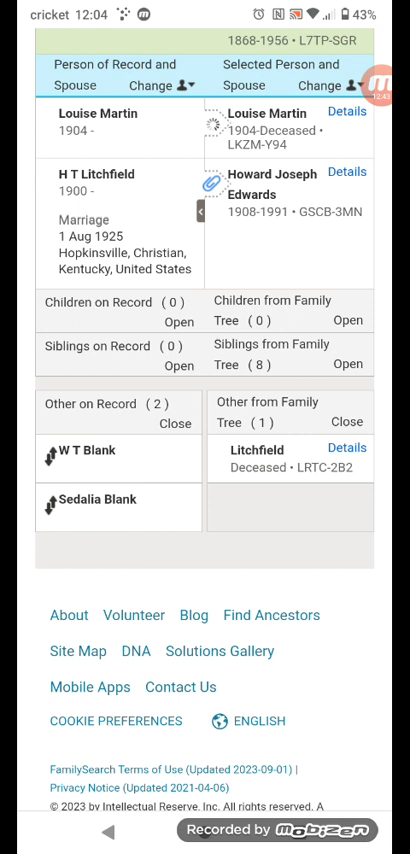 cricket 12:04 43%
1868-1956 • L7TP-SGR
Person of Record and
Spouse Change
Selected Person and
Spouse Change
12:43
Louise Martin
1904 -
Louise Martin Details
1904-Deceased •
LKZM-Y94
H T Litchfield
1900 -
Marriage
1 Aug 1925
Hopkinsville, Christian,
Kentucky, United States
Howard Joseph Details
Edwards
1908-1991 • GSCB-3MN
Children on Record ( 0 )
Open
Children from Family
Tree ( 0 ) Open
Siblings on Record ( 0 )
Open
Siblings from Family
Tree ( 8 ) Open
Other on Record ( 2 )
Close
Other from Family
Tree ( 1 ) Close
W T Blank
Litchfield Details
Deceased • LRTC-2B2
Sedalia Blank
About Volunteer Blog Find Ancestors
Site Map DNA Solutions Gallery
Mobile Apps Contact Us
COOKIE PREFERENCES ENGLISH
FamilySearch Terms of Use (Updated 2023-09-01) |
Privacy Notice (Updated 2021-04-06)
© 2023 by Intellectual Reserve, Inc. All rights reserved. A
Recorded by mobizen